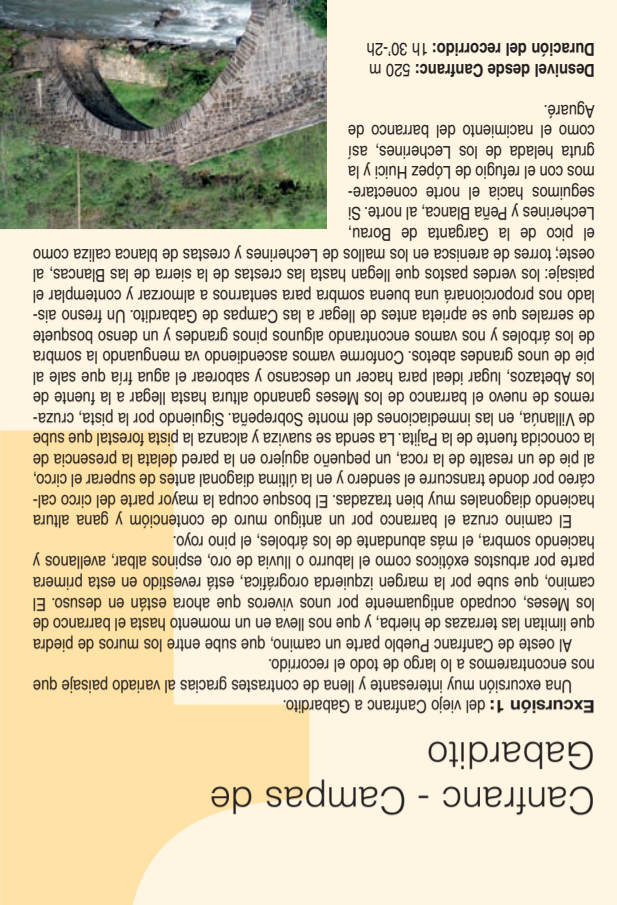 Canfranc - Campas de
Gabardito
Excursión 1: del viejo Canfranc a Gabardito.
Una excursión muy interesante y llena de contrastes gracias al variado paisaje que
nos encontraremos a lo largo de todo el recorrido.
Al oeste de Canfranc Pueblo parte un camino, que sube entre los muros de piedra
que limitan las terrazas de hierba, y que nos lleva en un momento hasta el barranco de
los Meses, ocupado antiguamente por unos viveros que ahora están en desuso. El
camino, que sube por la margen izquierda orográfica, está revestido en esta primera
parte por arbustos exóticos como el laburro o lluvia de oro, espinos albar, avellanos y
haciendo sombra, el más abundante de los árboles, el pino royo.
El camino cruza el barranco por un antiguo muro de contencióm y gana altura
haciendo diagonales muy bien trazadas. El bosque ocupa la mayor parte del circo cal-
cáreo por donde transcurre el sendero y en la última diagonal antes de superar el circo,
al pie de un resalte de la roca, un pequeño agujero en la pared delata la presencia de
la conocida fuente de la Pajita. La senda se suaviza y alcanza la pista forestal que sube
de Villanúa, en las inmediaciones del monte Sobrepeña. Siguiendo por la pista, cruza-
remos de nuevo el barranco de los Meses ganando altura hasta llegar a la fuente de
los Abetazos, lugar ideal para hacer un descanso y saborear el agua fría que sale al
pie de unos grandes abetos. Conforme vamos ascendiendo va menguando la sombra
de los árboles y nos vamos encontrando algunos pinos grandes y un denso bosquete
de serrales que se aprieta antes de llegar a las Campas de Gabardito. Un fresno ais-
lado nos proporcionará una buena sombra para sentarnos a almorzar y contemplar el
paisaje: los verdes pastos que llegan hasta las crestas de la sierra de las Blancas, al
oeste; torres de arenisca en los mallos de Lecherines y crestas de blanca caliza como
el pico de la Garganta de Borau,
Lecherines y Peña Blanca, al norte. Si
seguimos hacia el norte conectare-
mos con el refugio de López Huici y la
gruta helada de los Lecherines, así
como el nacimiento del barranco de
Aguaré.
Desnivel desde Canfranc: 520 m
Duración del recorrido: 1h 30'-2h